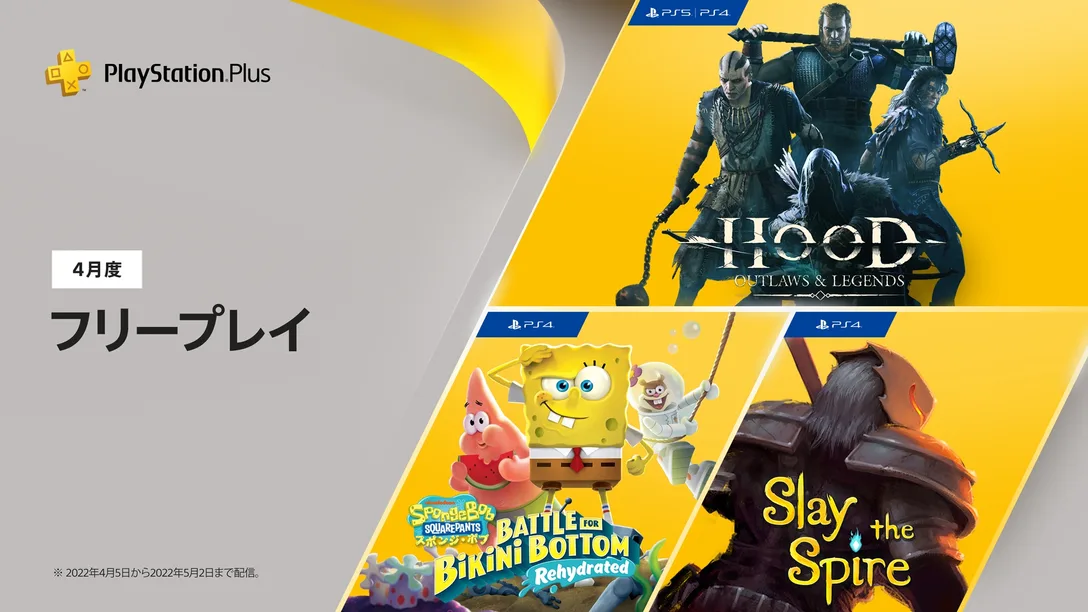 PlayStation.Plus
4月度
フリープレイ
※ 2022年4月5日から2022年5月2日まで配信。
PS5 | PS4
HOOD
OUTLAWS & LEGENDS
PS4
nickelodeon
SPONGEBOB
SQUAREPANTS
スポンジ・ボブ
BATTLE FOR
BIKINI BOTTOM
Rehydrated
PS4
Slay
the
Spire